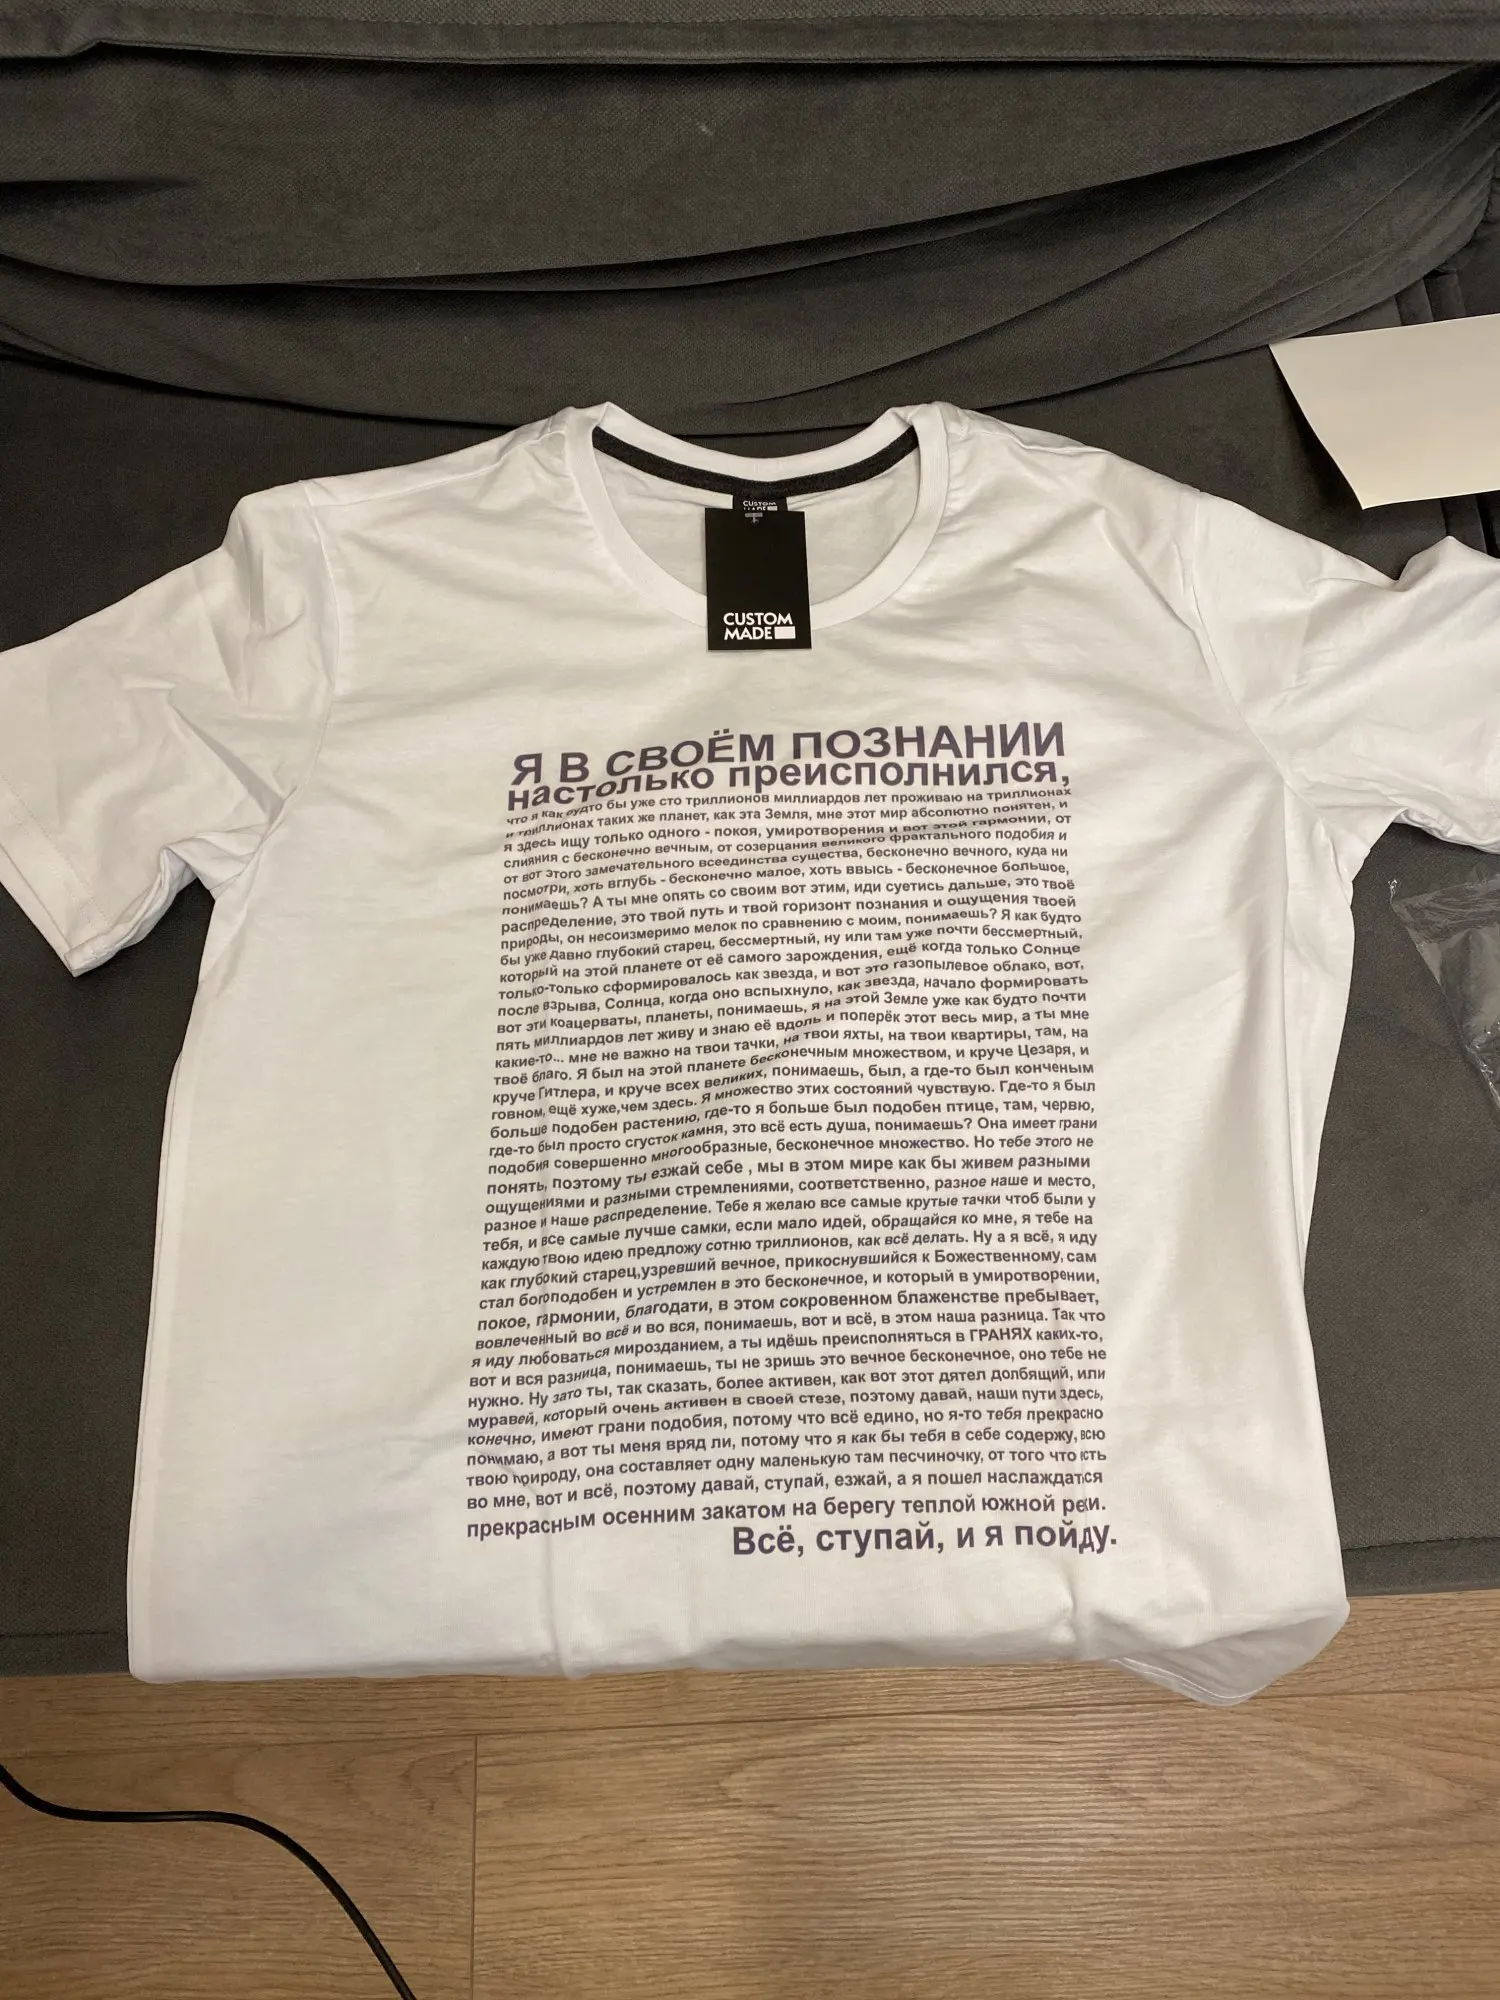 CUSTOM
MADE
CUSTOM
MADE
Я В СВОЁМ ПОЗНАНИИ
настолько преисполнился,
что я как будто бы уже сто триллионов миллиардов лет проживаю на триллионах
и триллионах таких же планет, как эта Земля, мне этот мир абсолютно понятен, и
я здесь ищу только одного - покоя, умиротворения и вот этой гармонии, от
слияния с бесконечно вечным, от созерцания великого фрактального подобия и
от вот этого замечательного всеединства существа, бесконечно вечного, куда ни
посмотри, хоть вглубь - бесконечно малое, хоть ввысь - бесконечное большое,
понимаешь? А ты мне опять со своим вот этим, иди суетись дальше, это твоё
распределение, это твой путь и твой горизонт познания и ощущения твоей
природы, он несоизмеримо мелок по сравнению с моим, понимаешь? Я как будто
бы уже давно глубокий старец, бессмертный, ну или там уже почти бессмертный,
который на этой планете от её самого зарождения, ещё когда только Солнце
только-только сформировалось как звезда, и вот это газопылевое облако, вот,
после взрыва, Солнца, когда оно вспыхнуло, как звезда, начало формировать
вот эти коацерваты, планеты, понимаешь, я на этой Земле уже как будто почти
пять миллиардов лет живу и знаю её вдоль и поперёк этот весь мир, а ты мне
какие-то... мне не важно на твои тачки, на твои яхты, на твои квартиры, там, на
твоё благо. Я был на этой планете бесконечным множеством, и круче Цезаря, и
круче Гитлера, и круче всех великих, понимаешь, был, а где-то был конченым
говном, ещё хуже,чем здесь. Я множество этих состояний чувствую. Где-то я был
больше подобен растению, где-то я больше был подобен птице, там, червю,
где-то был просто сгусток камня, это всё есть душа, понимаешь? Она имеет грани
подобия совершенно многообразные, бесконечное множество. Но тебе этого не
понять, поэтому ты езжай себе , мы в этом мире как бы живем разными
ощущениями и разными стремлениями, соответственно, разное наше и место,
разное и наше распределение. Тебе я желаю все самые крутые тачки чтоб были у
тебя, и все самые лучше самки, если мало идей, обращайся ко мне, я тебе на
каждую твою идею предложу сотню триллионов, как всё делать. Ну а я всё, я иду
как глубокий старец,узревший вечное, прикоснувшийся к Божественному, сам
стал богоподобен и устремлен в это бесконечное, и который в умиротворении,
покое, гармонии, благодати, в этом сокровенном блаженстве пребывает,
вовлеченный во всё и во вся, понимаешь, вот и всё, в этом наша разница. Так что
я иду любоваться мирозданием, а ты идёшь преисполняться в ГРАНЯХ каких-то,
вот и вся разница, понимаешь, ты не зришь это вечное бесконечное, оно тебе не
нужно. Ну зато ты, так сказать, более активен, как вот этот дятел долбящий, или
муравей, который очень активен в своей стезе, поэтому давай, наши пути здесь,
конечно, имеют грани подобия, потому что всё едино, но я-то тебя прекрасно
понимаю, а вот ты меня вряд ли, потому что я как бы тебя в себе содержу, всю
твою природу, она составляет одну маленькую там песчиночку, от того что есть
во мне, вот и всё, поэтому давай, ступай, езжай, а я пошел наслаждатся
прекрасным осенним закатом на берегу теплой южной реки.
Всё, ступай, и я пойду.